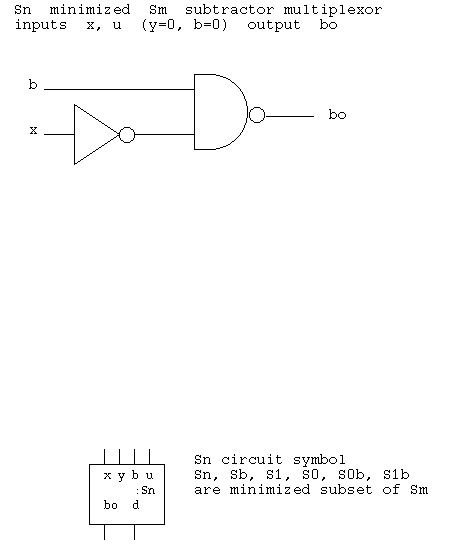 Sn minimized Sm subtractor multiplexor
inputs x, u (y=0, b=0) output bo
b
bo
x
Sn circuit symbol
x y b u
Sn, Sb, S1, S0, S0b, S1b
:Sn
are minimized subset of Sm
bo d